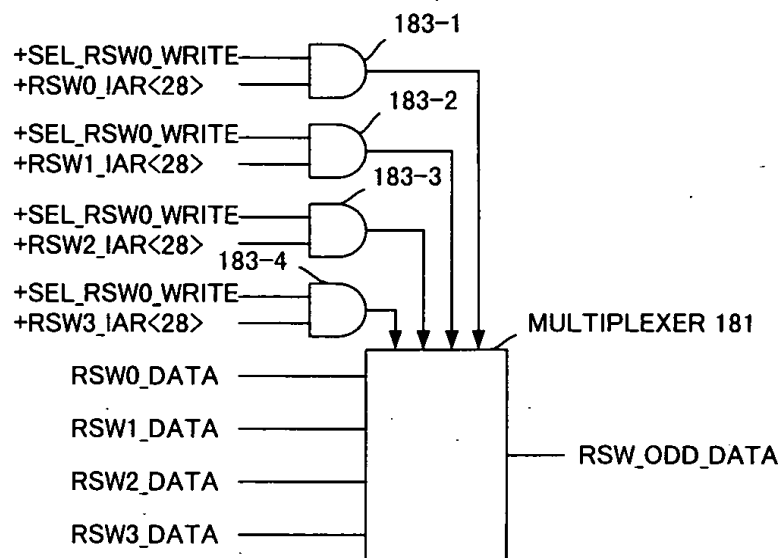 183-1
+SEL_RSW0_WRITE
+RSW0_IAR<28>
183-2
+SEL_RSW0_WRITE
+RSW1_IAR<28>
183-3
+SEL_RSW0_WRITE
+RSW2_IAR<28>
183-4
+SEL_RSW0_WRITE
+RSW3_IAR<28>
MULTIPLEXER 181
RSW0_DATA
RSW1_DATA
RSW_ODD_DATA
RSW2_DATA
RSW3_DATA